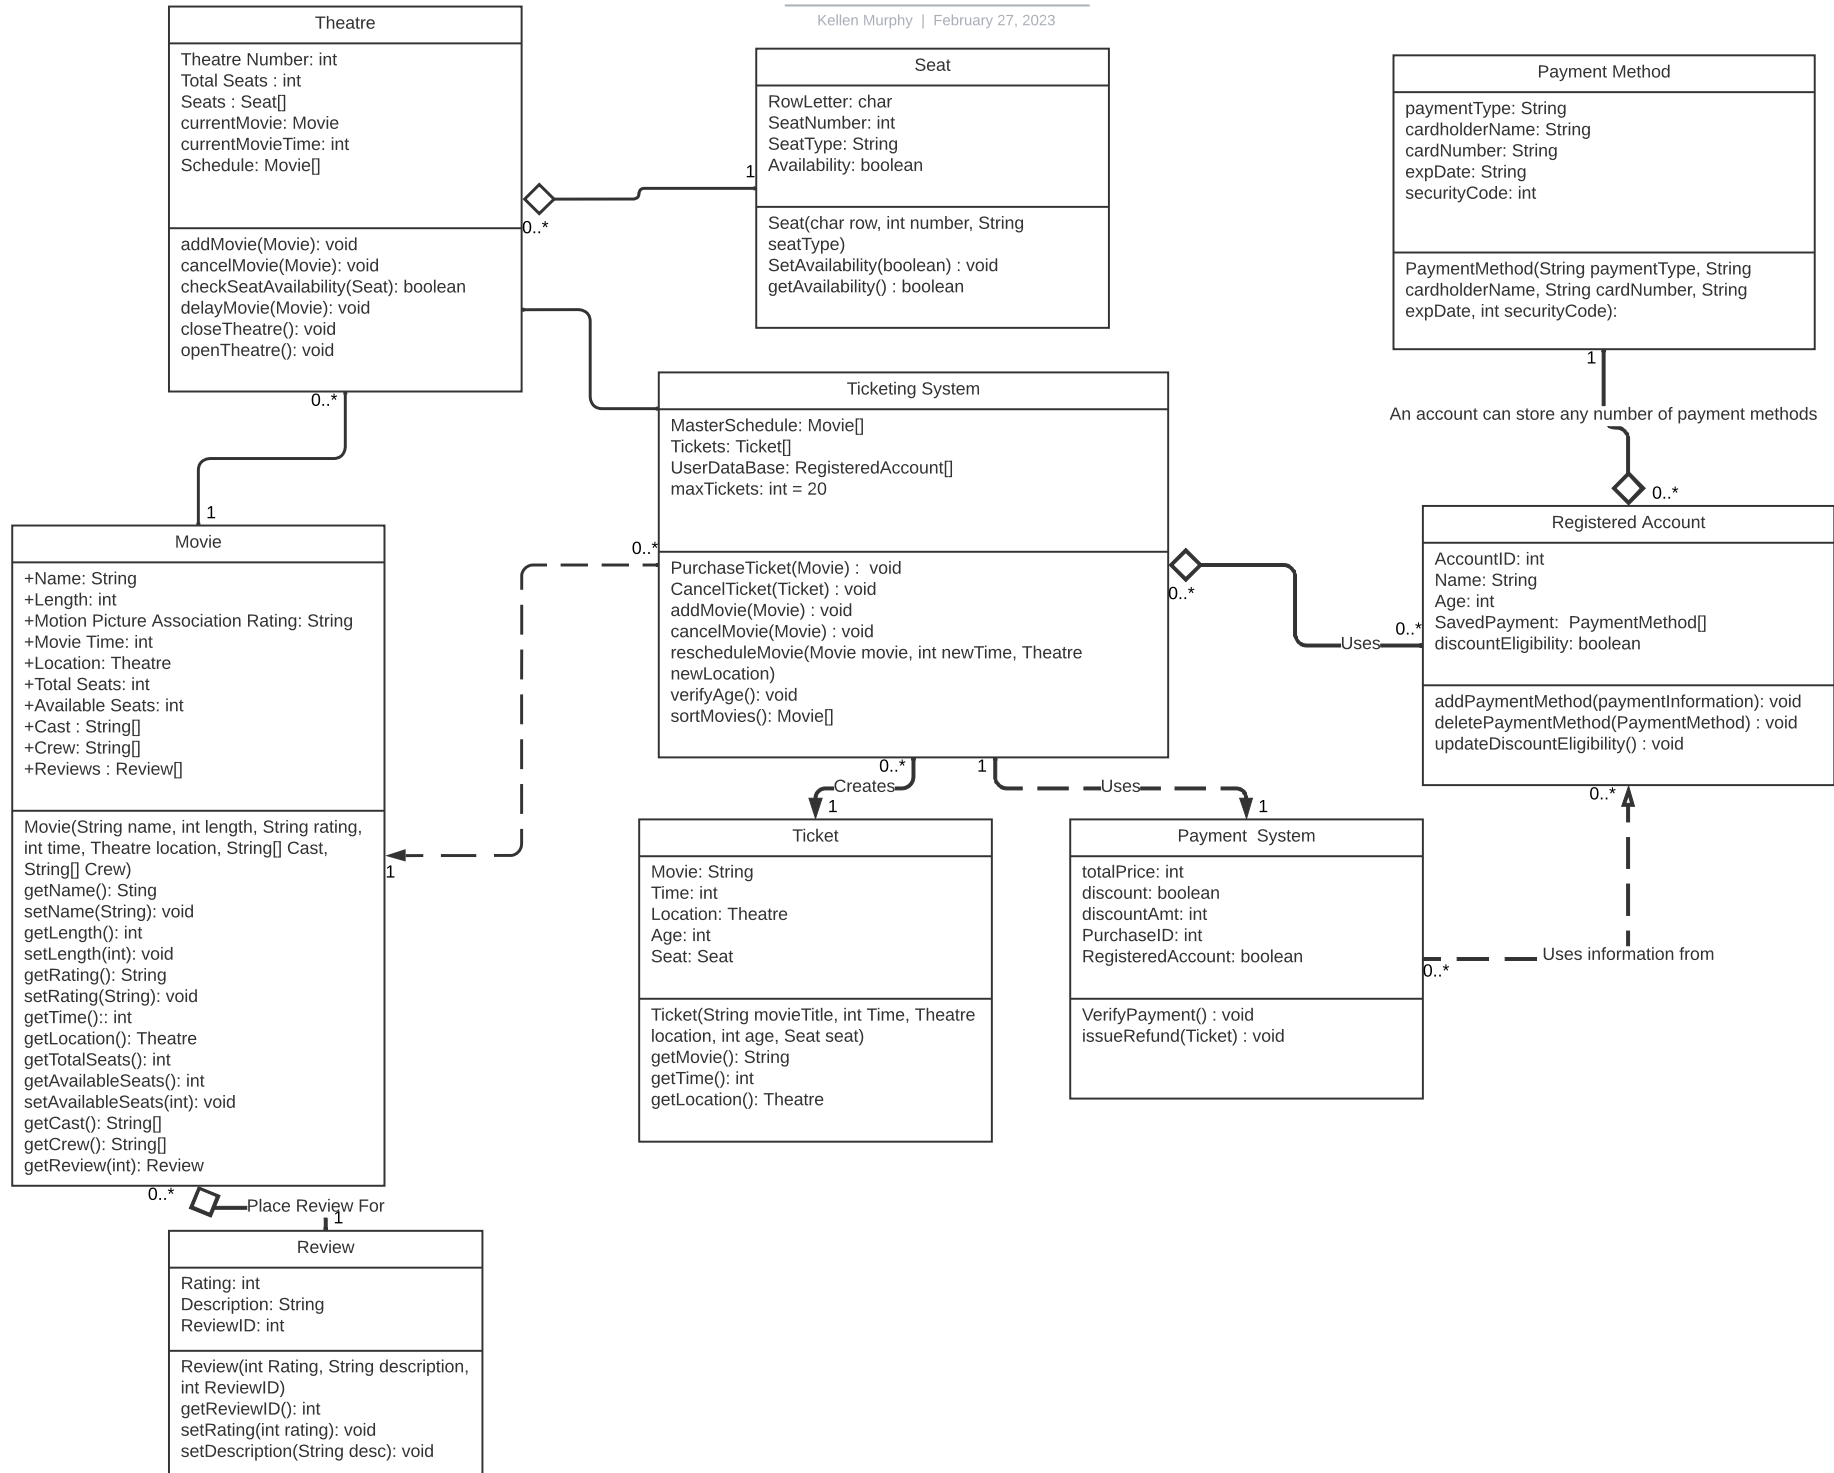 Kellen Murphy | February 27, 2023
Theatre
Theatre Number: int
Total Seats : int
Seats : Seat[]
currentMovie: Movie
currentMovieTime: int
Schedule: Movie[]
addMovie(Movie): void
cancelMovie(Movie): void
checkSeatAvailability(Seat): boolean
delayMovie(Movie): void
closeTheatre(): void
openTheatre(): void
0..*
1
0..*
1
Seat
RowLetter: char
SeatNumber: int
SeatType: String
Availability: boolean
Seat(char row, int number, String
seatType)
SetAvailability(boolean) : void
getAvailability() : boolean
Payment Method
paymentType: String
cardholderName: String
cardNumber: String
expDate: String
securityCode: int
PaymentMethod(String paymentType, String
cardholderName, String cardNumber, String
expDate, int securityCode):
1
An account can store any number of payment methods
0..*
Ticketing System
MasterSchedule: Movie[]
Tickets: Ticket[]
UserDataBase: RegisteredAccount[]
maxTickets: int = 20
PurchaseTicket(Movie) :  void
CancelTicket(Ticket) : void
addMovie(Movie) : void
cancelMovie(Movie) : void
rescheduleMovie(Movie movie, int newTime, Theatre
newLocation)
verifyAge(): void
sortMovies(): Movie[]
0..*
1
0..*
Uses
0..*
Registered Account
AccountID: int
Name: String
Age: int
SavedPayment:  PaymentMethod[]
discountEligibility: boolean
addPaymentMethod(paymentInformation): void
deletePaymentMethod(PaymentMethod) : void
updateDiscountEligibility() : void
0..*
Movie
+Name: String
+Length: int
+Motion Picture Association Rating: String
+Movie Time: int
+Location: Theatre
+Total Seats: int
+Available Seats: int
+Cast : String[]
+Crew: String[]
+Reviews : Review[]
Movie(String name, int length, String rating,
int time, Theatre location, String[] Cast,
String[] Crew)
getName(): Sting
setName(String): void
getLength(): int
setLength(int): void
getRating(): String
setRating(String): void
getTime():: int
getLocation(): Theatre
getTotalSeats(): int
getAvailableSeats(): int
setAvailableSeats(int): void
getCast(): String[]
getCrew(): String[]
getReview(int): Review
0..*
Creates
1
1
Uses
1
Ticket
Movie: String
Time: int
Location: Theatre
Age: int
Seat: Seat
Ticket(String movieTitle, int Time, Theatre
location, int age, Seat seat)
getMovie(): String
getTime(): int
getLocation(): Theatre
Payment  System
totalPrice: int
discount: boolean
discountAmt: int
PurchaseID: int
RegisteredAccount: boolean
VerifyPayment() : void
issueRefund(Ticket) : void
0..*
Uses information from
0..*
Place Review For
1
Review
Rating: int
Description: String
ReviewID: int
Review(int Rating, String description,
int ReviewID)
getReviewID(): int
setRating(int rating): void
setDescription(String desc): void